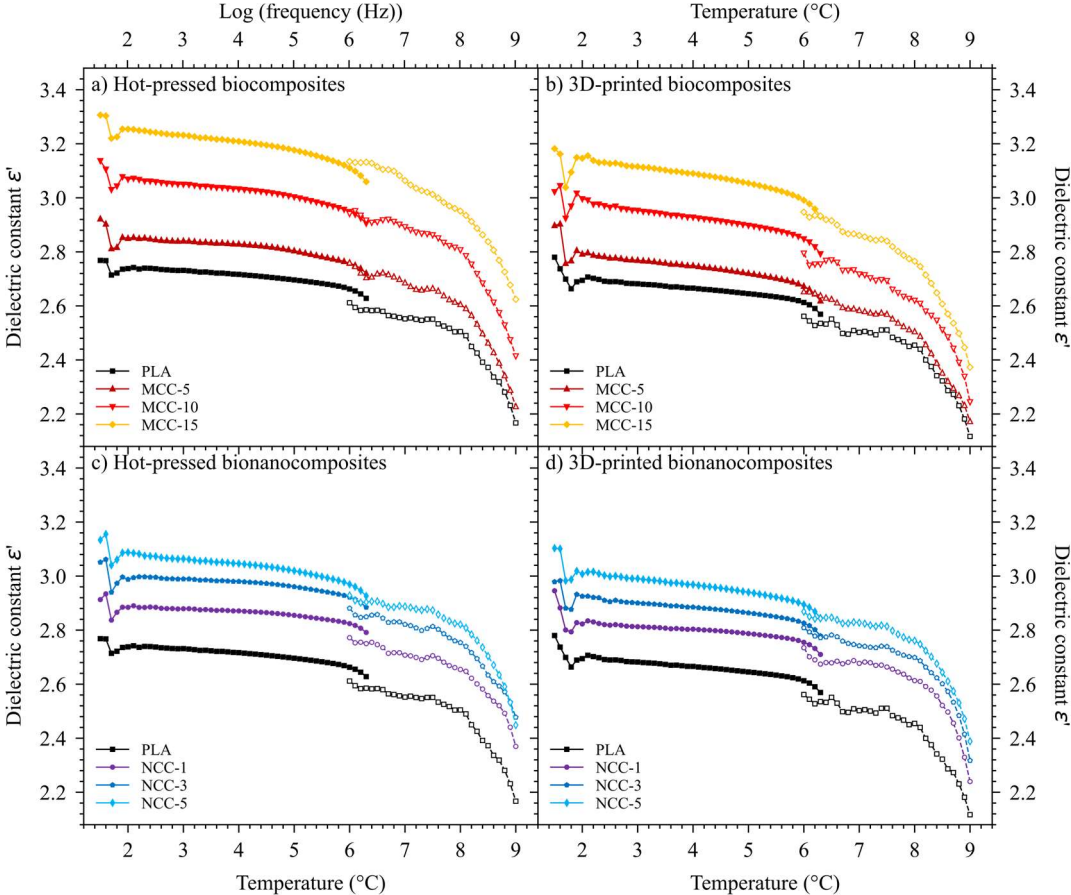 Log (frequency (Hz))
Temperature (°C)
2 3 4 5 6 7 8 9
2 3 4 5 6 7 8 9
a) Hot-pressed biocomposites
b) 3D-printed biocomposites
3.4
3.2
3.0
2.8
2.6
2.4
2.2
Dielectric constant ε'
PLA
MCC-5
MCC-10
MCC-15
PLA
MCC-5
MCC-10
MCC-15
3.4
3.2
3.0
2.8
2.6
2.4
2.2
Dielectric constant ε'
c) Hot-pressed bionanocomposites
d) 3D-printed bionanocomposites
3.4
3.2
3.0
2.8
2.6
2.4
2.2
Dielectric constant ε'
PLA
NCC-1
NCC-3
NCC-5
PLA
NCC-1
NCC-3
NCC-5
3.4
3.2
3.0
2.8
2.6
2.4
2.2
Dielectric constant ε'
2 3 4 5 6 7 8 9
2 3 4 5 6 7 8 9
Temperature (°C)
Temperature (°C)